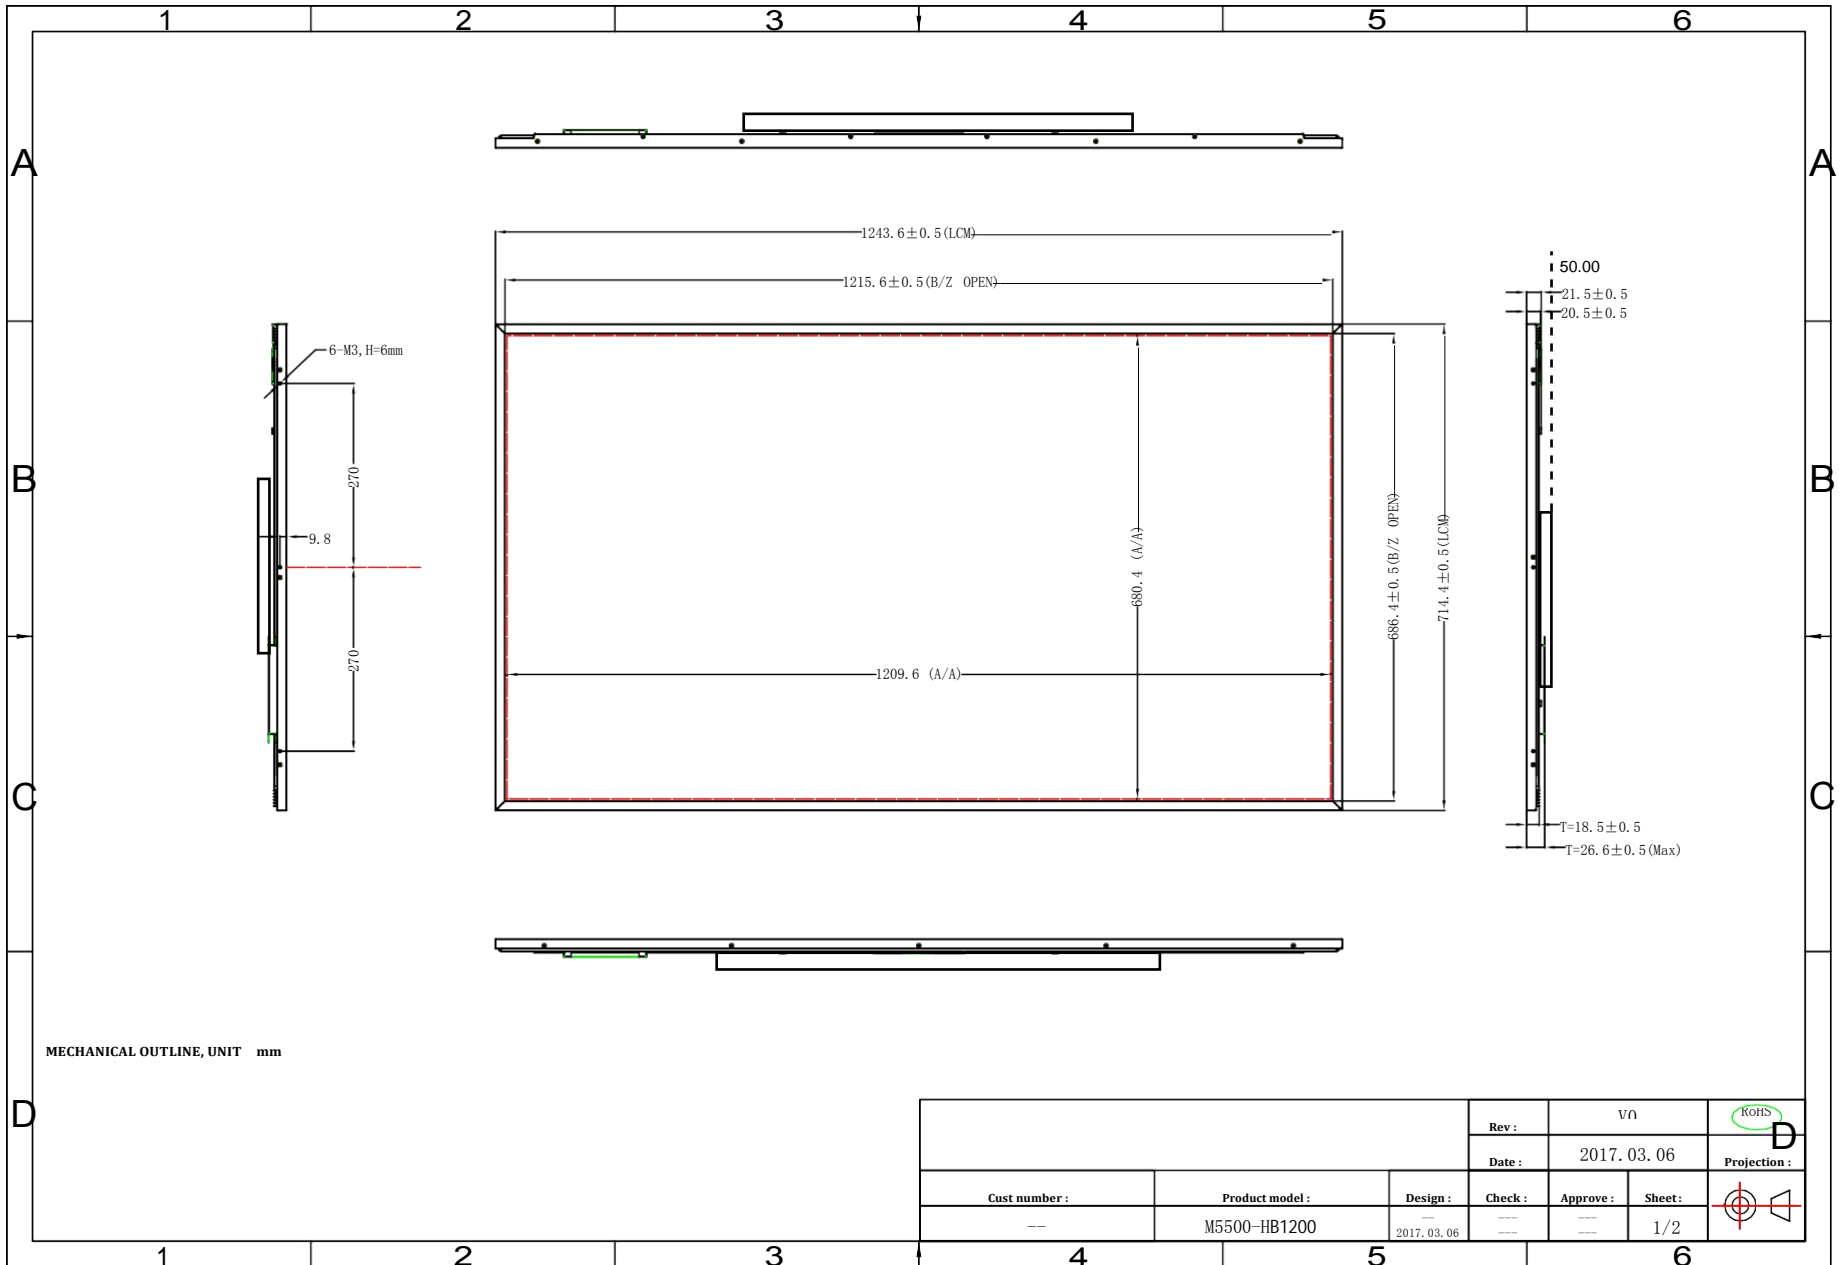 1 2 3 4 5 6
A A
1243.6±0.5(LCM)
50.00
1215.6±0.5(B/Z OPEN)
21.5±0.5
20.5±0.5
6-M3,H=6mm
270
B B
9.8
680.4 (A/A)
686.4±0.5(B/Z OPEN)
714.4±0.5(LCM)
270
1209.6 (A/A)
C C
T=18.5±0.5
T=26.6±0.5(Max)
MECHANICAL OUTLINE, UNIT mm
D D
Rev : V0 RoHS
Date : 2017.03.06 Projection :
Cust number : Product model : Design : Check : Approve : Sheet :
-- M5500-HB1200 -- --- --- 1/2
2017.03.06 --- ---
1 2 3 4 5 6